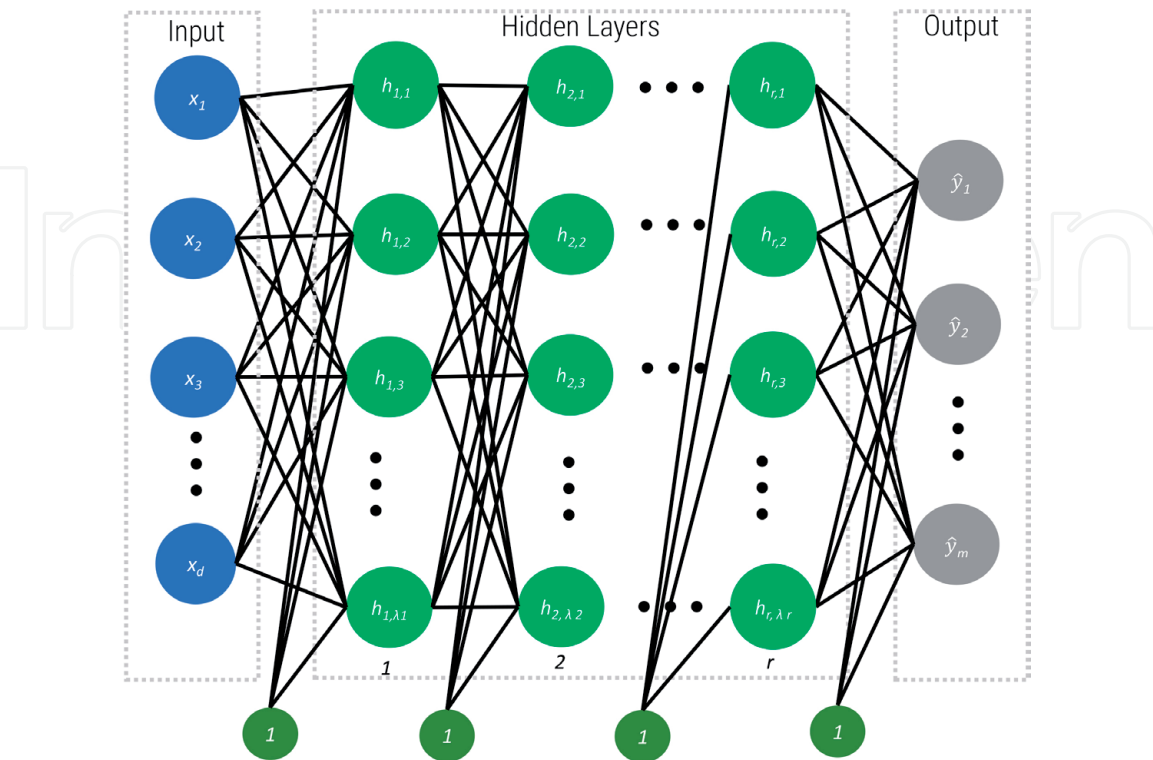 Input
Hidden Layers
Output
x1
h1,1
h2,1
hr,1
ŷ1
x2
h1,2
h2,2
hr,2
ŷ2
x3
h1,3
h2,3
hr,3
xd
h1,λ1
h2, λ 2
hr, λ r
ŷm
1
2
r
1
1
1
1